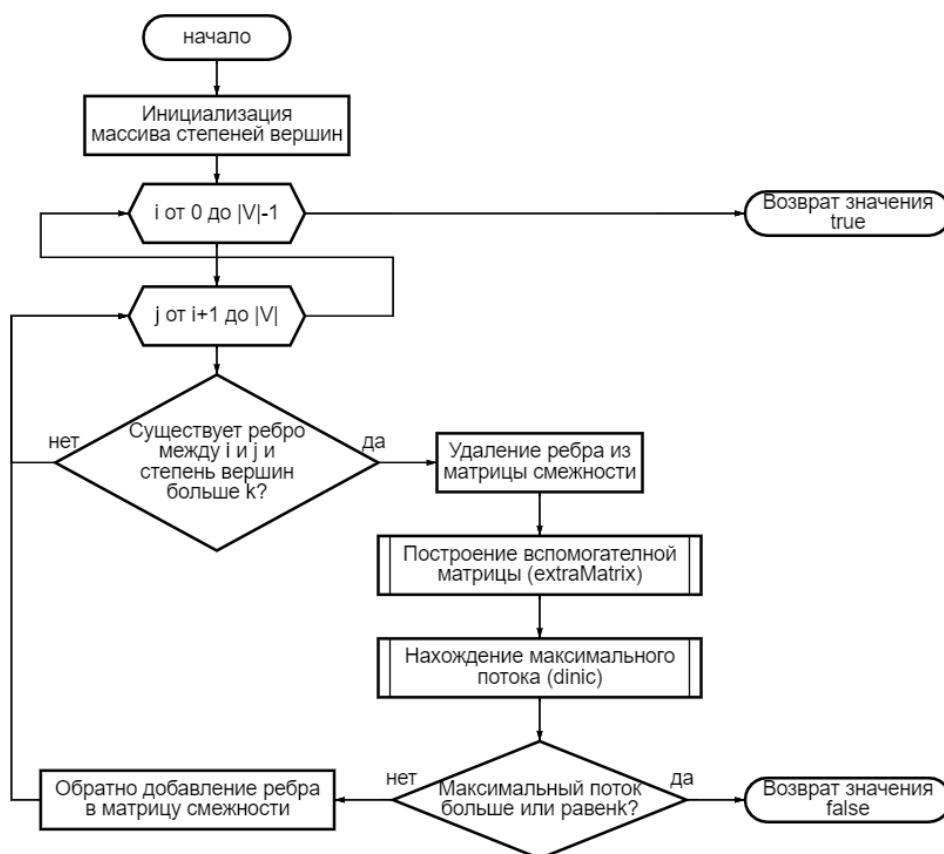 начало
Инициализация
массива степеней вершин
i от 0 до |V|-1
Возврат значения
true
j от i+1 до |V|
нет
Существует ребро
между i и j и
степень вершин
больше k?
да
Удаление ребра из
матрицы смежности
Построение вспомогателной
матрицы (extraMatrix)
Нахождение максимального
потока (dinic)
Обратно добавление ребра
в матрицу смежности
нет
Максимальный поток
больше или равенk?
да
Возврат значения
false